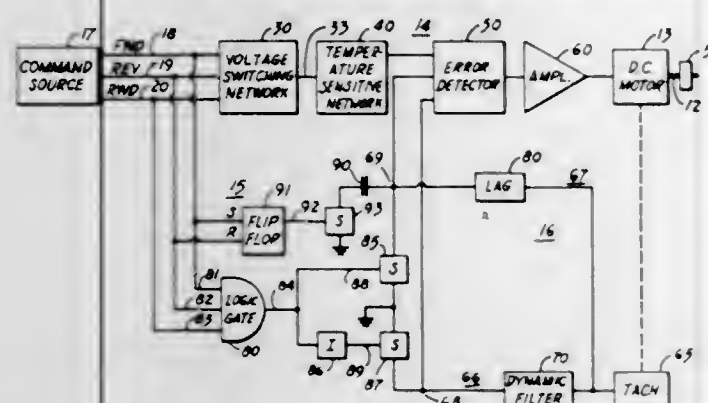 17
COMMAND
SOURCE
FWD 18
REV 19
RWD 20
30
VOLTAGE
SWITCHING
NETWORK
33
40
TEMPER-
ATURE
SENSITIVE
NETWORK
14
50
ERROR
DETECTOR
60
AMPL.
13
D.C.
MOTOR
12
15
91
S
R
FLIP
FLOP
92
S
93
90
69
80
LAG
67
16
81
82
83
LOGIC
GATE
80
84
88
85
S
I
86
89
S
87
66
68
70
DYNAMIC
FILTER
65
TACH